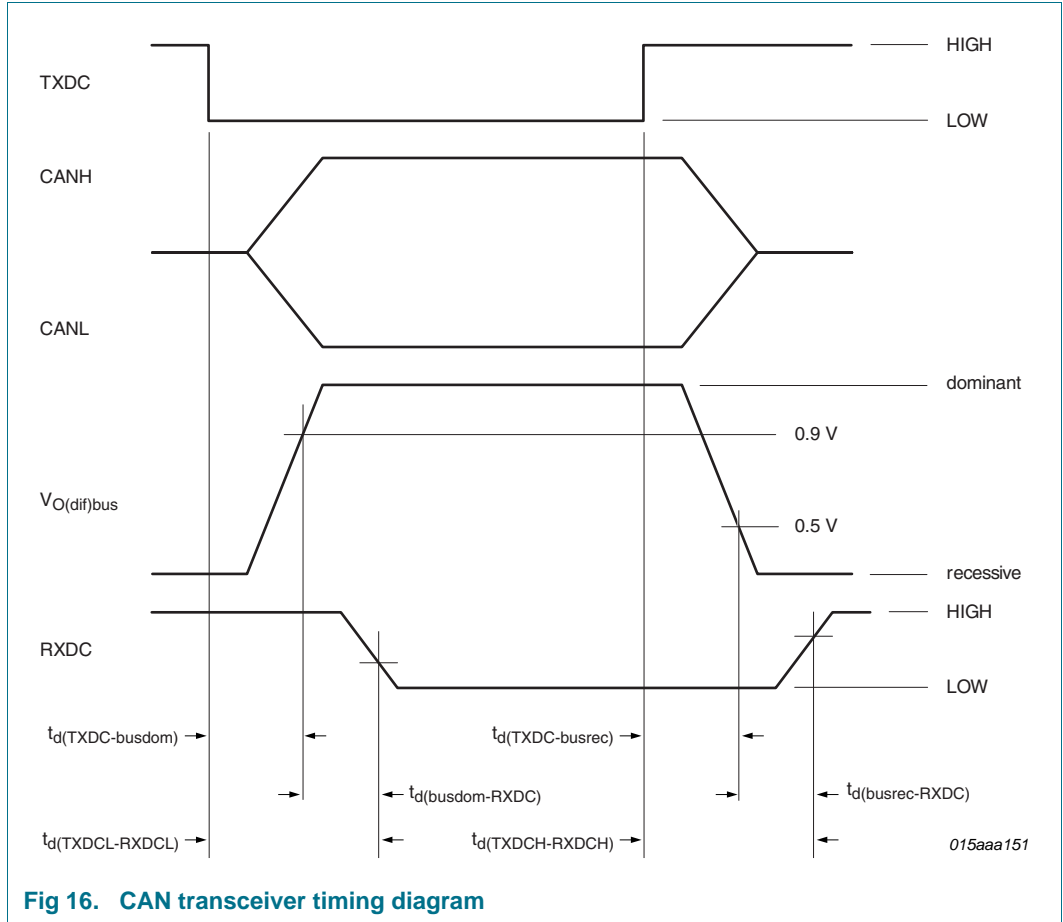 HIGH
TXDC
LOW
CANH
CANL
dominant
0.9 V
VO(dif)bus
0.5 V
recessive
HIGH
RXDC
LOW
td(TXDC-busdom)
td(TXDC-busrec)
td(busdom-RXDC)
td(busrec-RXDC)
td(TXDCL-RXDCL)
td(TXDCH-RXDCH)
015aaa151
Fig 16. CAN transceiver timing diagram